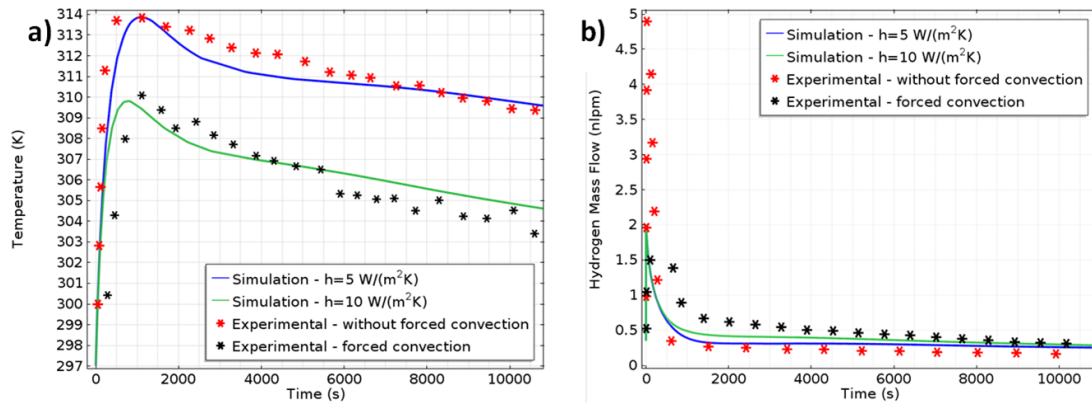 a)
314
313
312
311
310
309
308
307
306
305
304
303
302
301
300
299
298
297
Temperature (K)
0 2000 4000 6000 8000 10000
Time (s)
Simulation - h=5 W/(m²K)
Simulation - h=10 W/(m²K)
Experimental - without forced convection
Experimental - forced convection
b)
5
4.5
4
3.5
3
2.5
2
1.5
1
0.5
0
Hydrogen Mass Flow (nlpm)
0 2000 4000 6000 8000 10000
Time (s)
Simulation - h=5 W/(m²K)
Simulation - h=10 W/(m²K)
Experimental - without forced convection
Experimental - forced convection